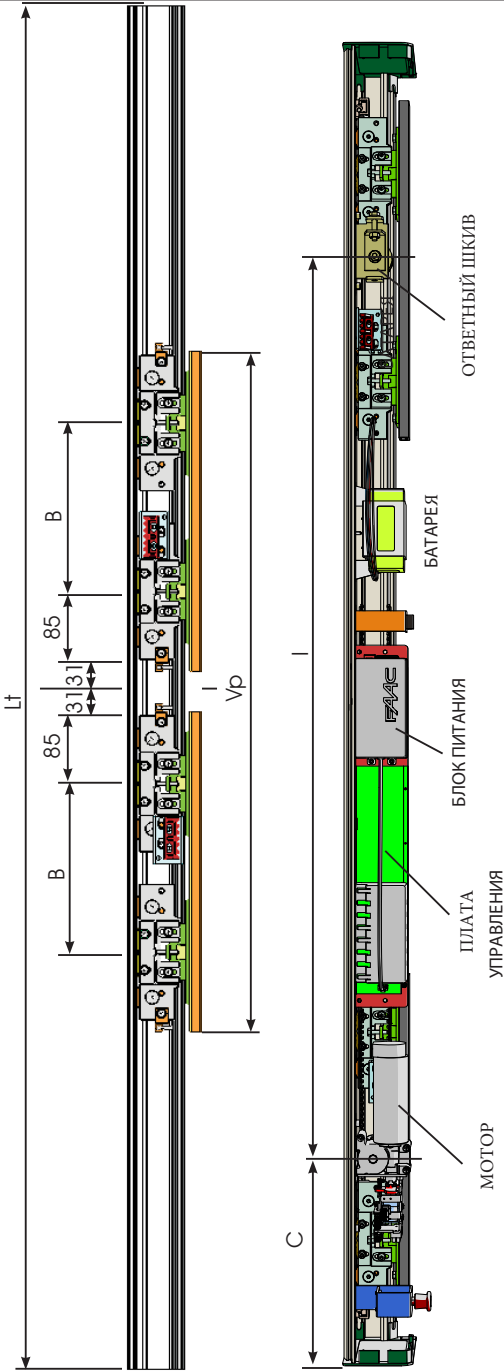 Lt
B
85
31
31
85
B
I
Vp
C
I
FAAC
МОТОР
ПЛАТА
УПРАВЛЕНИЯ
БЛОК ПИТАНИЯ
БАТАРЕЯ
ОТВЕТНЫЙ ШКИВ